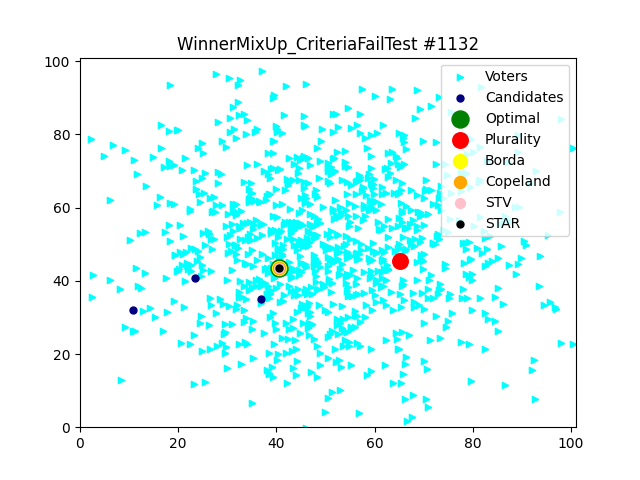 WinnerMixUp_CriteriaFailTest #1132
100
80
60
40
20
0
0
20
40
60
80
100
Voters
Candidates
Optimal
Plurality
Borda
Copeland
STV
STAR